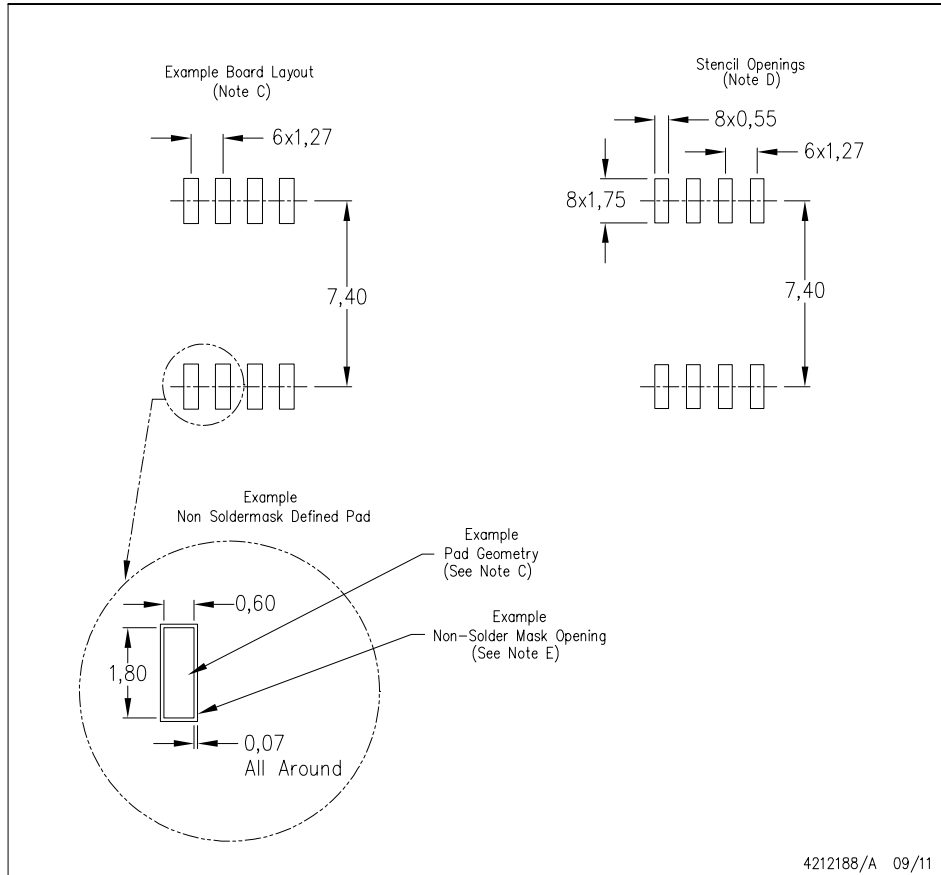 Example Board Layout
(Note C)
6x1,27
7,40
Stencil Openings
(Note D)
8x0,55
6x1,27
8x1,75
7,40
Example
Non Soldermask Defined Pad
Example
Pad Geometry
(See Note C)
0,60
Example
Non-Solder Mask Opening
(See Note E)
1,80
0,07
All Around
4212188/A 09/11